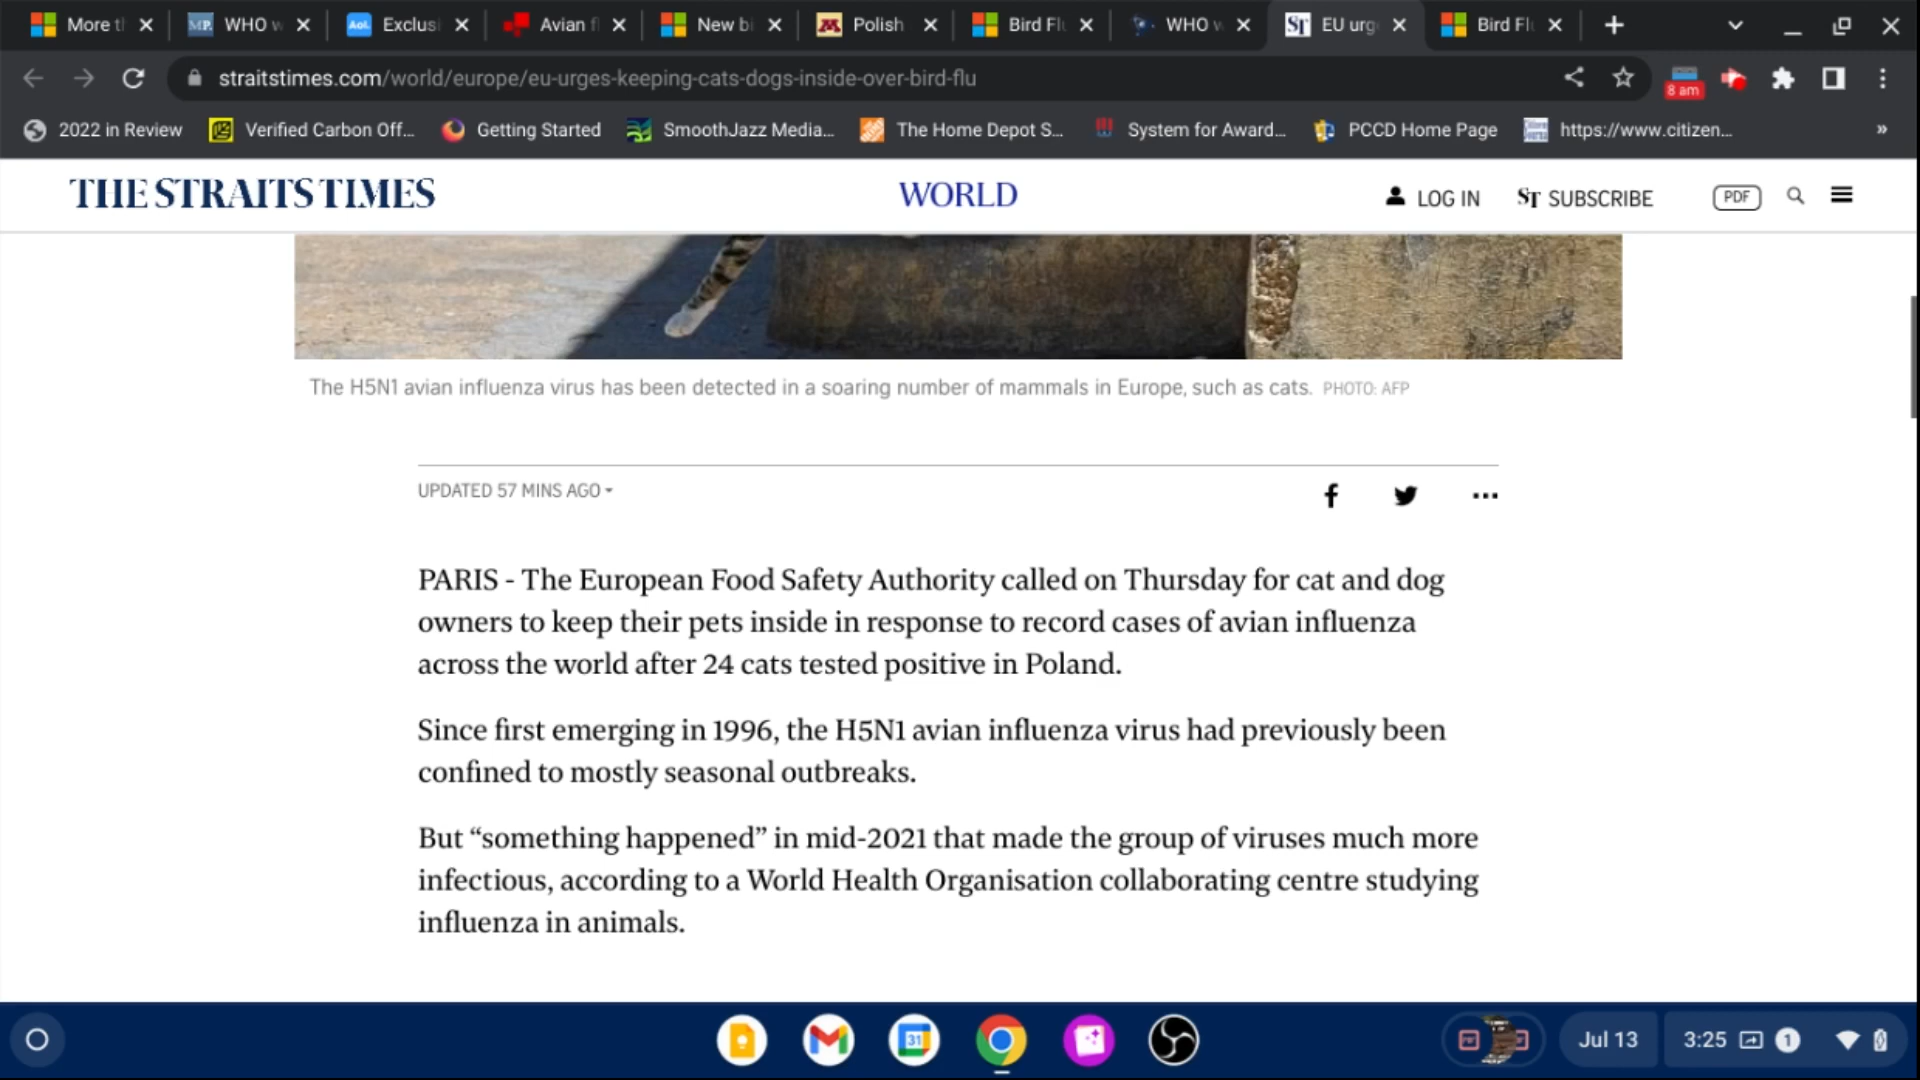 More t
WHO w
Exclusi
Avian f
New bi
Polish
Bird Fl
WHO w
EU urg
Bird Fl
straitstimes.com/world/europe/eu-urges-keeping-cats-dogs-inside-over-bird-flu
8 am
2022 in Review
Verified Carbon Off...
Getting Started
SmoothJazz Media...
The Home Depot S...
System for Award...
PCCD Home Page
https://www.citizen...
»
THE STRAITS TIMES
WORLD
LOG IN
ST SUBSCRIBE
PDF
The H5N1 avian influenza virus has been detected in a soaring number of mammals in Europe, such as cats. PHOTO: AFP
UPDATED 57 MINS AGO
PARIS - The European Food Safety Authority called on Thursday for cat and dog
owners to keep their pets inside in response to record cases of avian influenza
across the world after 24 cats tested positive in Poland.
Since first emerging in 1996, the H5N1 avian influenza virus had previously been
confined to mostly seasonal outbreaks.
But “something happened” in mid-2021 that made the group of viruses much more
infectious, according to a World Health Organisation collaborating centre studying
influenza in animals.
31
Jul 13
3:25
1